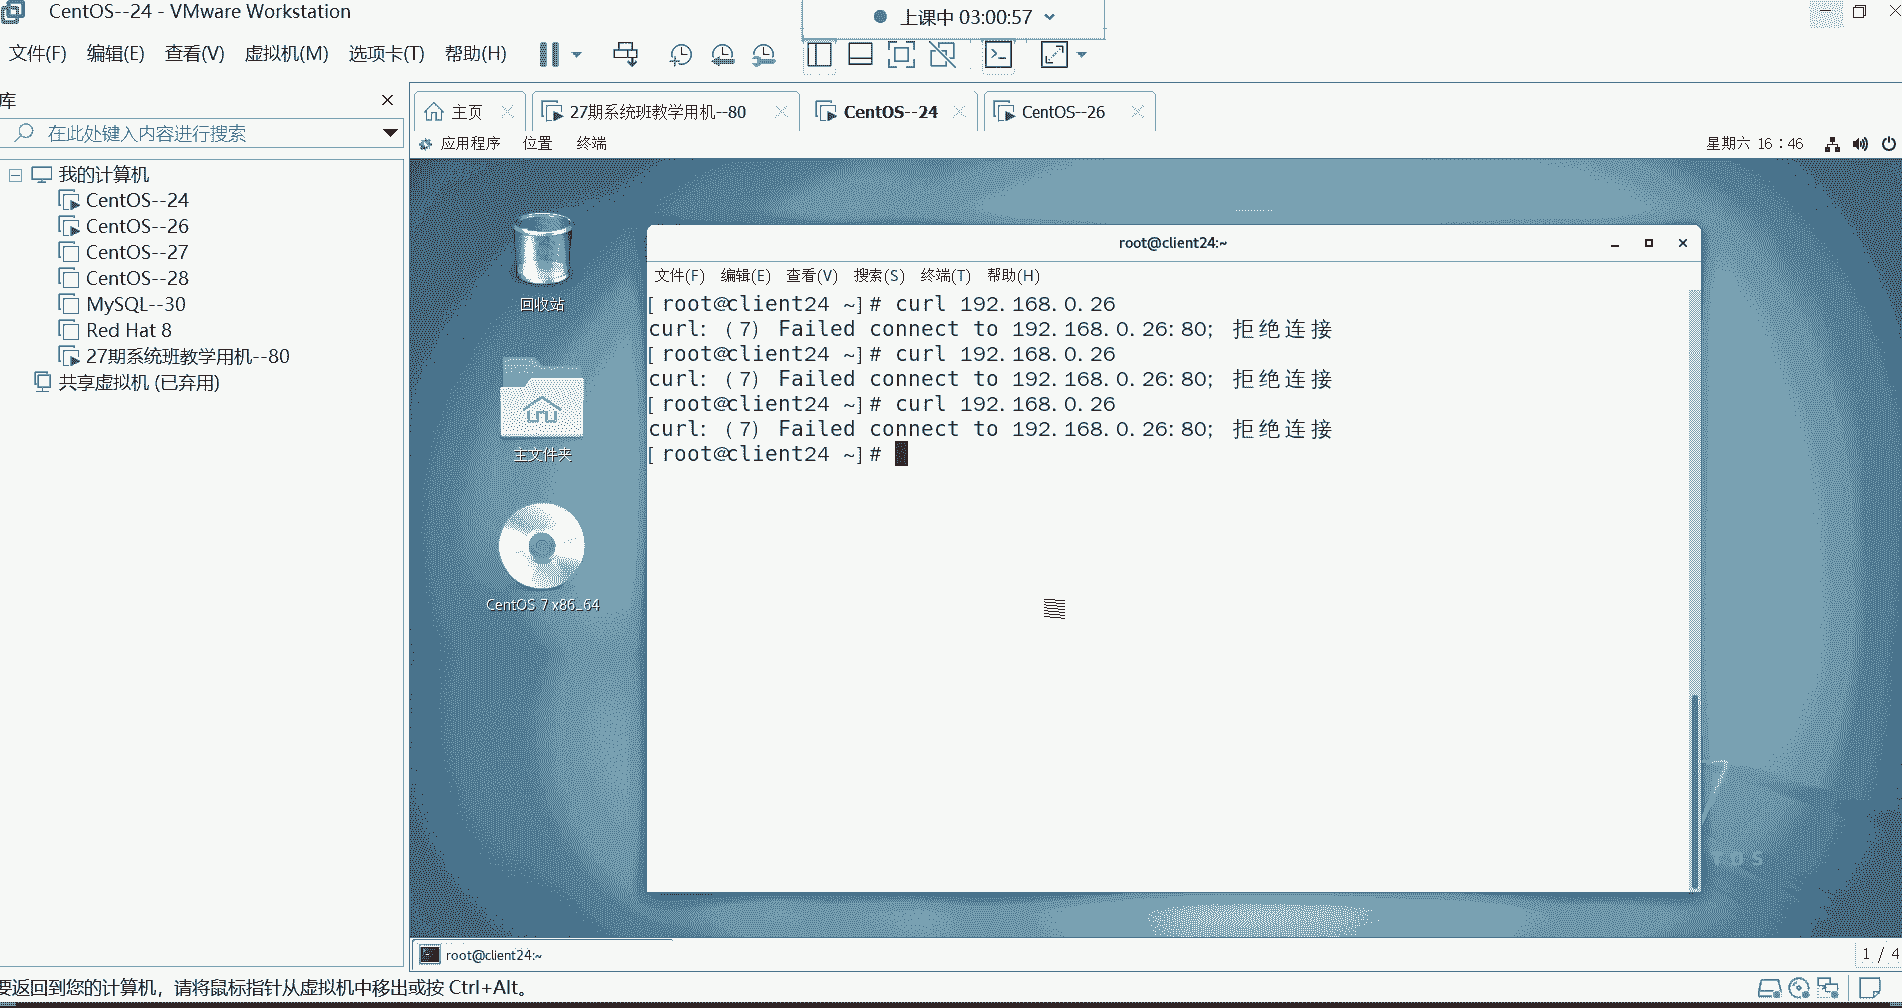 CentOS--24 - VMware Workstation
上课中 03:00:57
文件(F) 编辑(E) 查看(V) 虚拟机(M) 选项卡(T) 帮助(H)
库
在此处键入内容进行搜索
我的计算机
CentOS--24
CentOS--26
CentOS--27
CentOS--28
MySQL--30
Red Hat 8
27期系统班教学用机--80
共享虚拟机 (已弃用)
主页 27期系统班教学用机--80 CentOS--24 CentOS--26
应用程序 位置 终端 星期六 16：46
回收站
主文件夹
CentOS 7 x86_64
root@client24:~
文件(F) 编辑(E) 查看(V) 搜索(S) 终端(T) 帮助(H)
[root@client24 ~]# curl 192.168.0.26
curl: (7) Failed connect to 192.168.0.26:80; 拒绝连接
[root@client24 ~]# curl 192.168.0.26
curl: (7) Failed connect to 192.168.0.26:80; 拒绝连接
[root@client24 ~]# curl 192.168.0.26
curl: (7) Failed connect to 192.168.0.26:80; 拒绝连接
[root@client24 ~]#
7
T O S
root@client24:~
1 / 4
要返回到您的计算机，请将鼠标指针从虚拟机中移出或按 Ctrl+Alt。